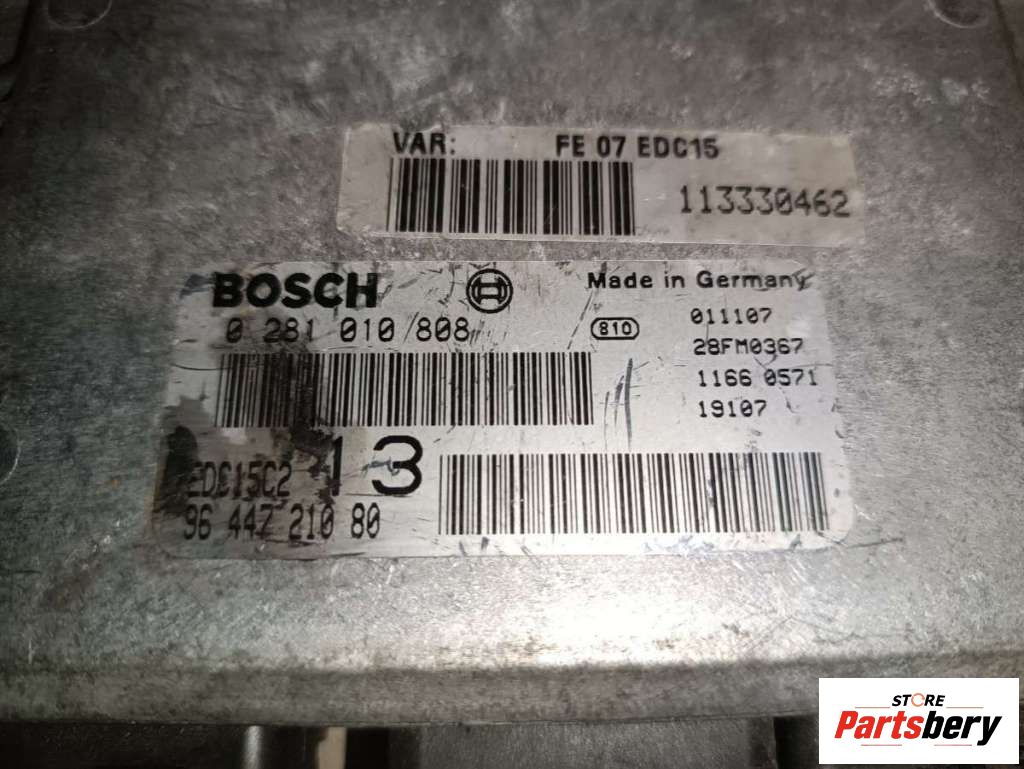 VAR: FE 07 EDC15
113330462
BOSCH
Made in Germany
0 281 010 808
810
011107
28FM0367
1166 0571
19107
13
EDC15C2
96 447 210 80
STORE
Partsbery